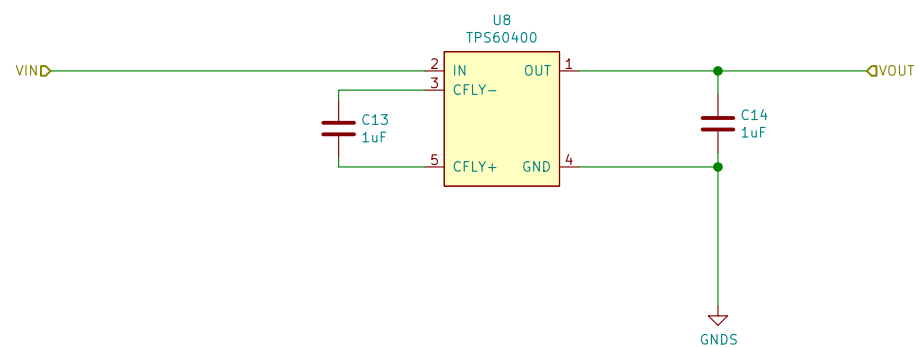 U8
TPS60400
VIN
2
IN
OUT
1
VOUT
3
CFLY-
C13
1uF
C14
1uF
5
CFLY+
GND
4
GNDS